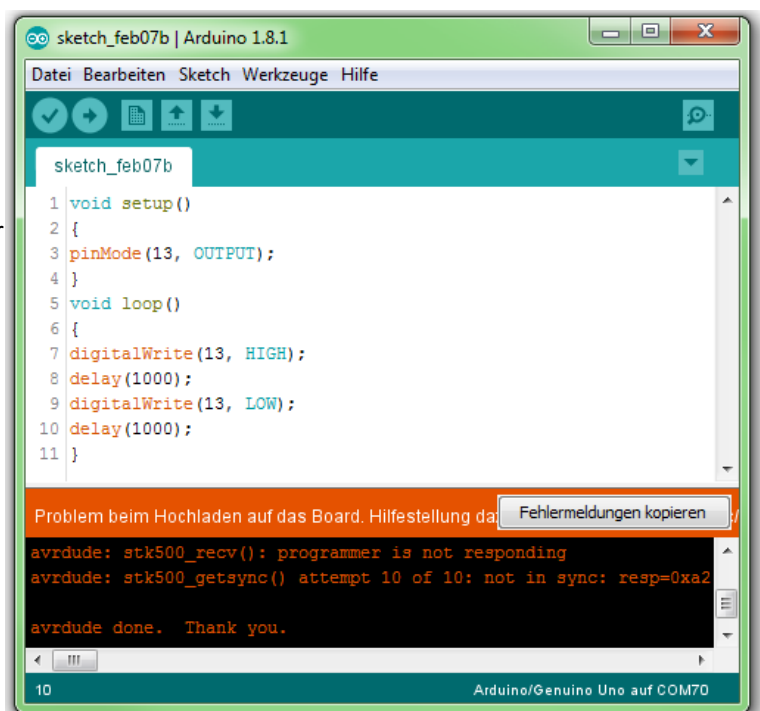 sketch_feb07b | Arduino 1.8.1
Datei Bearbeiten Sketch Werkzeuge Hilfe
sketch_feb07b
1 void setup()
2 {
3 pinMode(13, OUTPUT);
4 }
5 void loop()
6 {
7 digitalWrite(13, HIGH);
8 delay(1000);
9 digitalWrite(13, LOW);
10 delay(1000);
11 }
Problem beim Hochladen auf das Board. Hilfestellung Fehlermeldungen kopieren
avrdude: stk500_recv(): programmer is not responding
avrdude: stk500_getsync() attempt 10 of 10: not in sync: resp=0xa2
avrdude done. Thank you.
10 Arduino/Genuino Uno auf COM70